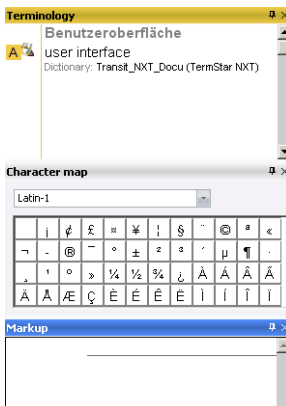 Terminology
Benutzeroberfläche
A user interface
Dictionary: Transit_NXT_Docu (TermStar NXT)
Character map
Latin-1
¡ ¢ £ ¤ ¥ ¦ § ¨ © ª «
¬ - ® ¯ ° ± ² ³ ´ µ ¶ ·
¸ ¹ º » ¼ ½ ¾ ¿ À Á Â Ã
Ä Å Æ Ç È É Ê Ë Ì Í Î Ï
Markup